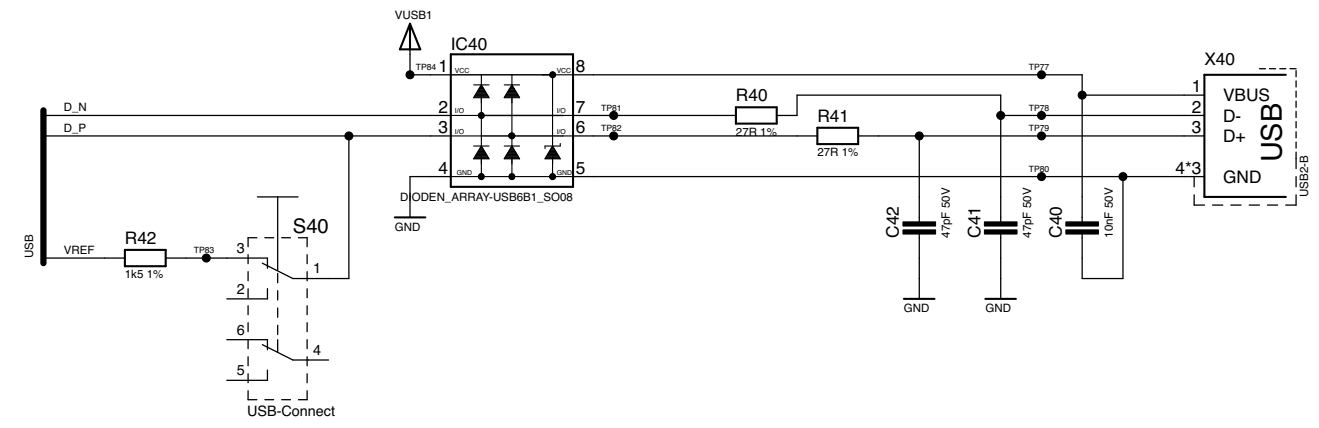 VUSB1
IC40
TP84 1 VCC VCC 8
TP77
X40
1 VBUS
D_N
2 I/O I/O 7
TP81
R40
27R 1%
TP78
2 D-
D_P
3 I/O I/O 6
TP82
R41
27R 1%
TP79
3 D+
USB
4 GND GND 5
TP80
4*3 GND
USB2-B
DIODEN_ARRAY-USB6B1_SO08
GND
C42
47pF 50V
C41
47pF 50V
C40
10nF 50V
GND
GND
USB
VREF
R42
1k5 1%
TP83
S40
3
1
2
6
4
5
USB-Connect